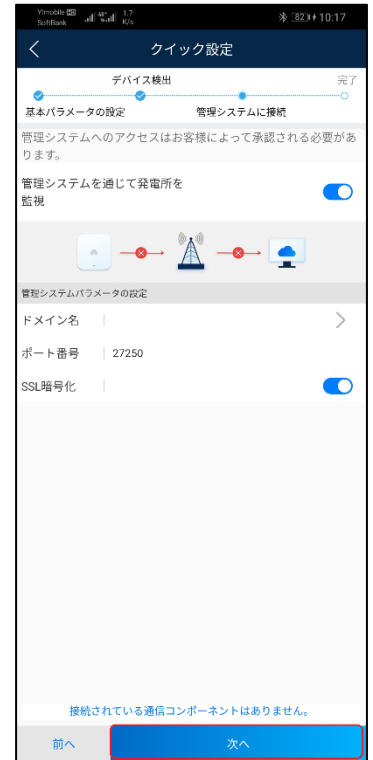 Y!mobile HD 46 1.7
SoftBank K/s 82 10:17
クイック設定
デバイス検出 完了
基本パラメータの設定 管理システムに接続
管理システムへのアクセスはお客様によって承認される必要があ
ります。
管理システムを通じて発電所を
監視
管理システムパラメータの設定
ドメイン名
ポート番号 27250
SSL暗号化
接続されている通信コンポーネントはありません。
前へ 次へ